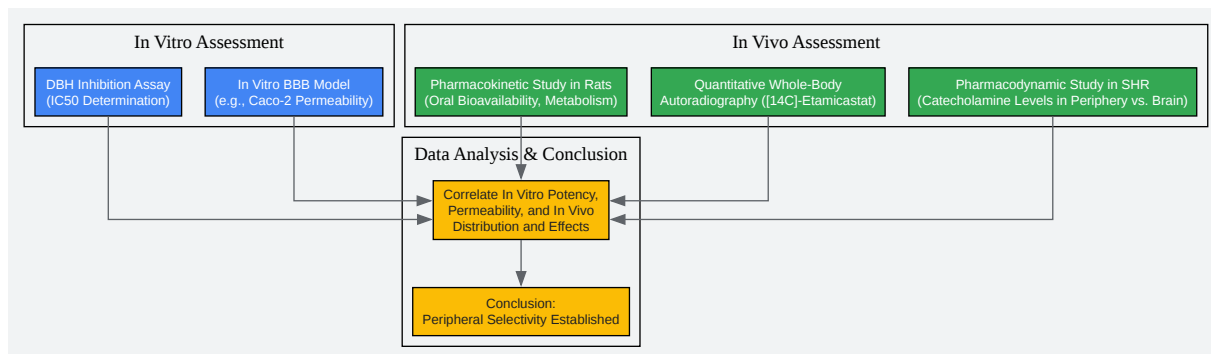 In Vitro Assessment
DBH Inhibition Assay
(IC50 Determination)
In Vitro BBB Model
(e.g., Caco-2 Permeability)
In Vivo Assessment
Pharmacokinetic Study in Rats
(Oral Bioavailability, Metabolism)
Quantitative Whole-Body
Autoradiography ([14C]-Etamicastat)
Pharmacodynamic Study in SHR
(Catecholamine Levels in Periphery vs. Brain)
Data Analysis & Conclusion
Correlate In Vitro Potency,
Permeability, and In Vivo
Distribution and Effects
Conclusion:
Peripheral Selectivity Established